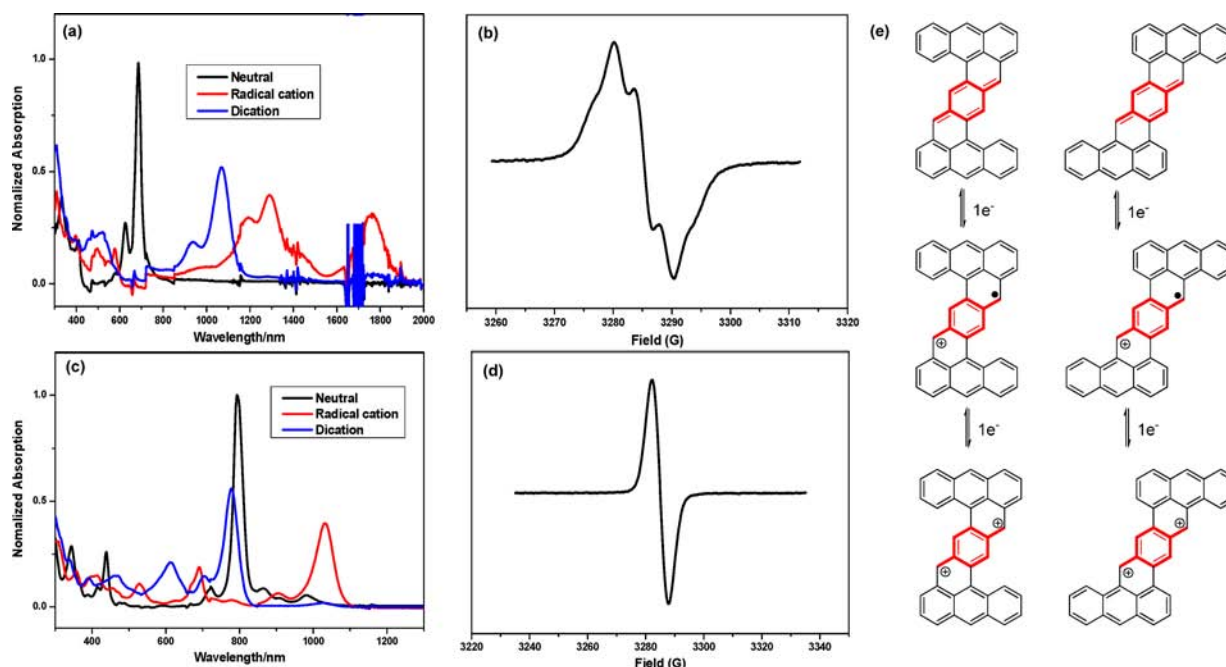 (a)
Neutral
Radical cation
Dication
Nomalized Absorption
1.0
0.5
0.0
400 600 800 1000 1200 1400 1600 1800 2000
Wavelength/nm
(b)
3260 3270 3280 3290 3300 3310 3320
Field (G)
(c)
Neutral
Radical cation
Dication
Normalized Absorption
1.0
0.5
0.0
400 600 800 1000 1200
Wavelength/nm
(d)
3220 3240 3260 3280 3300 3320 3340
Field (G)
(e)
1e⁻ 1e⁻
1e⁻ 1e⁻